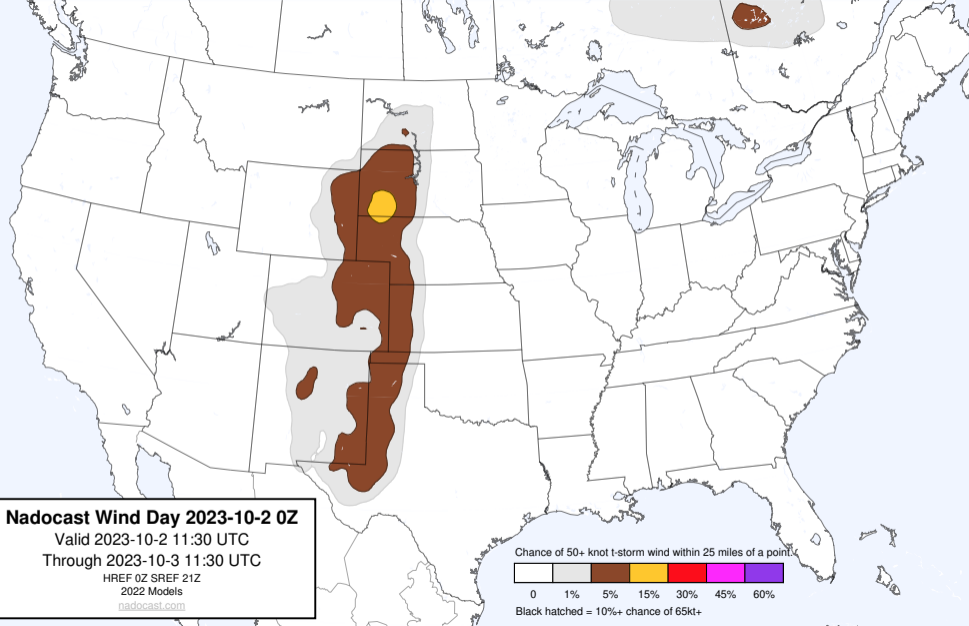 Nadocast Wind Day 2023-10-2 0Z
Valid 2023-10-2 11:30 UTC
Through 2023-10-3 11:30 UTC
HREF 0Z SREF 21Z
2022 Models
nadocast.com
Chance of 50+ knot t-storm wind within 25 miles of a point.
0 1% 5% 15% 30% 45% 60%
Black hatched = 10%+ chance of 65kt+